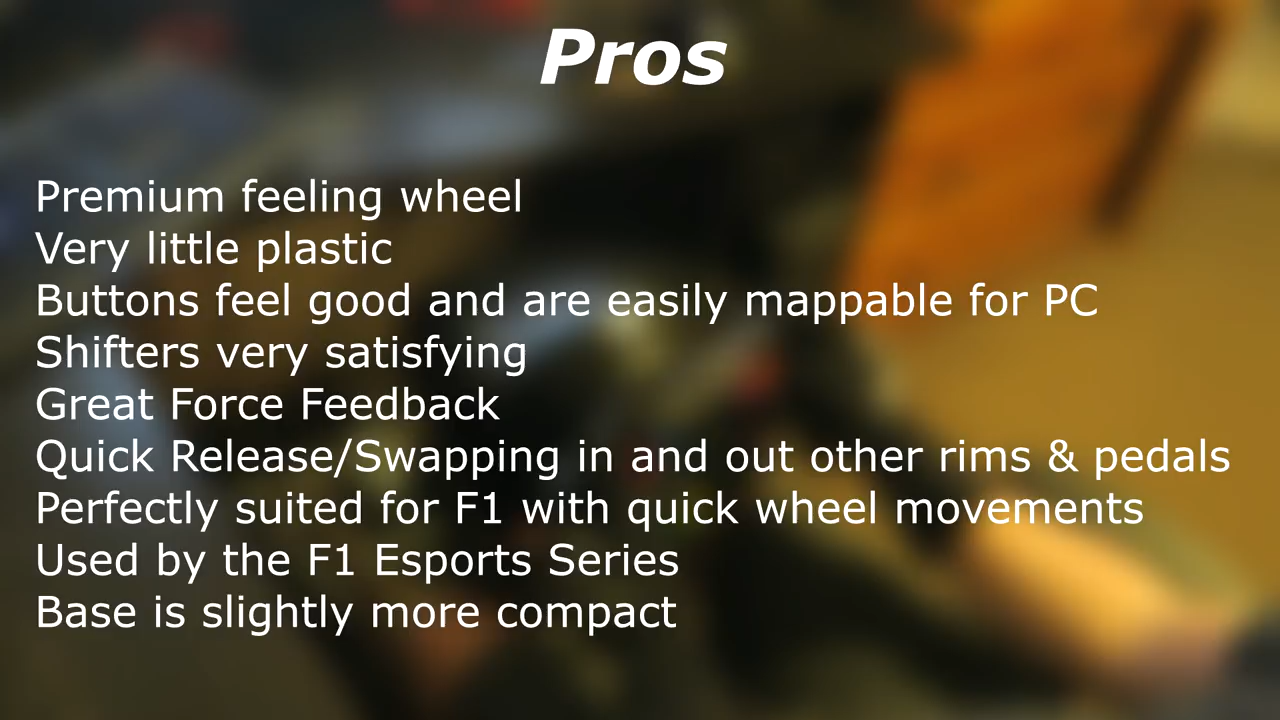 Pros
Premium feeling wheel
Very little plastic
Buttons feel good and are easily mappable for PC
Shifters very satisfying
Great Force Feedback
Quick Release/Swapping in and out other rims & pedals
Perfectly suited for F1 with quick wheel movements
Used by the F1 Esports Series
Base is slightly more compact